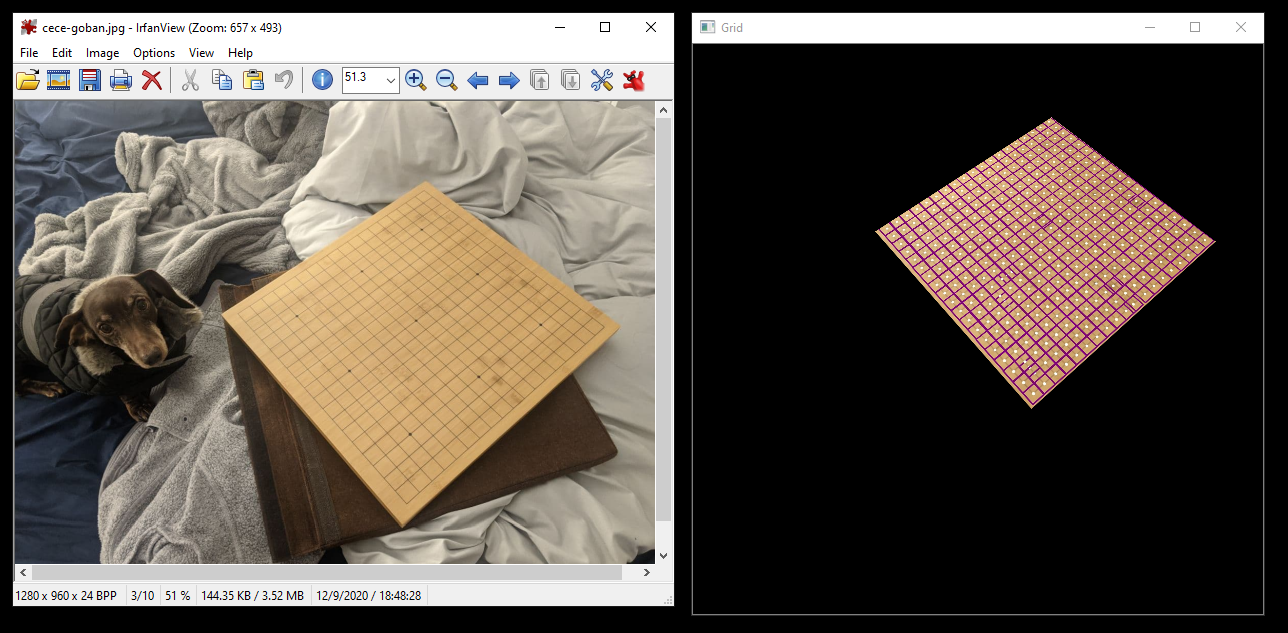 cece-goban.jpg - IrfanView (Zoom: 657 x 493)
File Edit Image Options View Help
51.3
1280 x 960 x 24 BPP 3/10 51 % 144.35 KB / 3.52 MB 12/9/2020 / 18:48:28
Grid